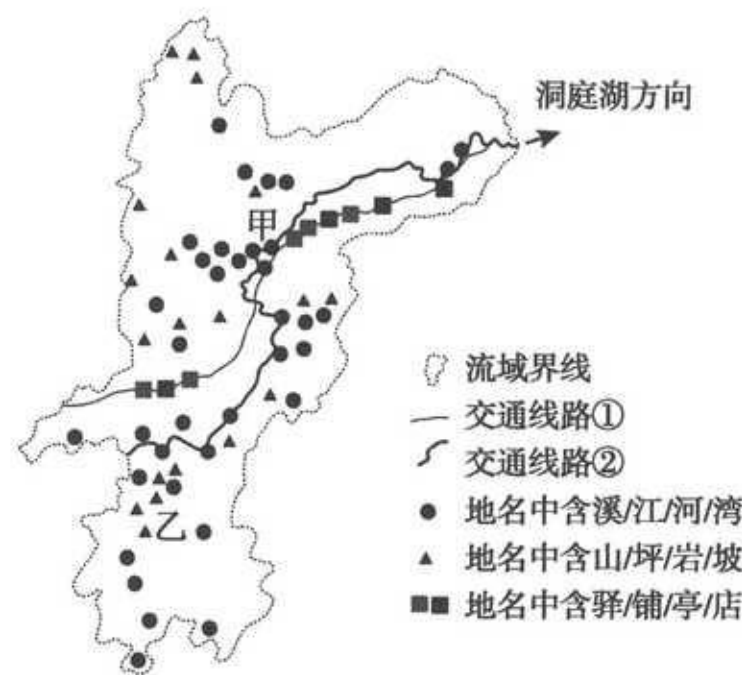 洞庭湖方向
甲
流域界线
交通线路①
交通线路②
地名中含溪/江/河/湾
地名中含山/坪/岩/坡
乙
地名中含驿/铺/亭/店